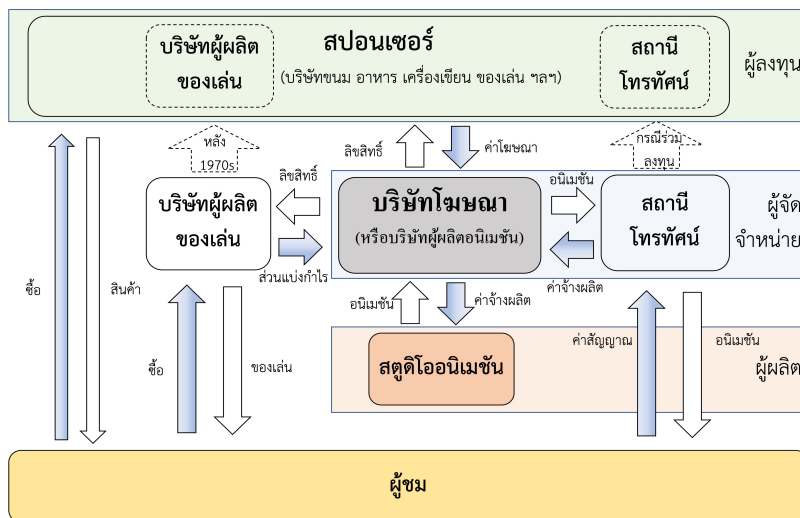 บริษัทผู้ผลิต
ของเล่น
สปอนเซอร์
(บริษัทขนม อาหาร เครื่องเขียน ของเล่น ฯลฯ)
สถานี
โทรทัศน์
ผู้ลงทุน
หลัง
1970s
ลิขสิทธิ์
ค่าโฆษณา
กรณีร่วม
ลงทุน
บริษัทผู้ผลิต
ของเล่น
ลิขสิทธิ์
ส่วนแบ่งกำไร
บริษัทโฆษณา
(หรือบริษัทผู้ผลิตอนิเมชัน)
อนิเมชัน
ค่าจ้างผลิต
สถานี
โทรทัศน์
ผู้จัด
จำหน่าย
ซื้อ
สินค้า
ซื้อ
ของเล่น
อนิเมชัน
ค่าจ้างผลิต
สตูดิโออนิเมชัน
ค่าสัญญาณ
อนิเมชัน
ผู้ผลิต
ผู้ชม